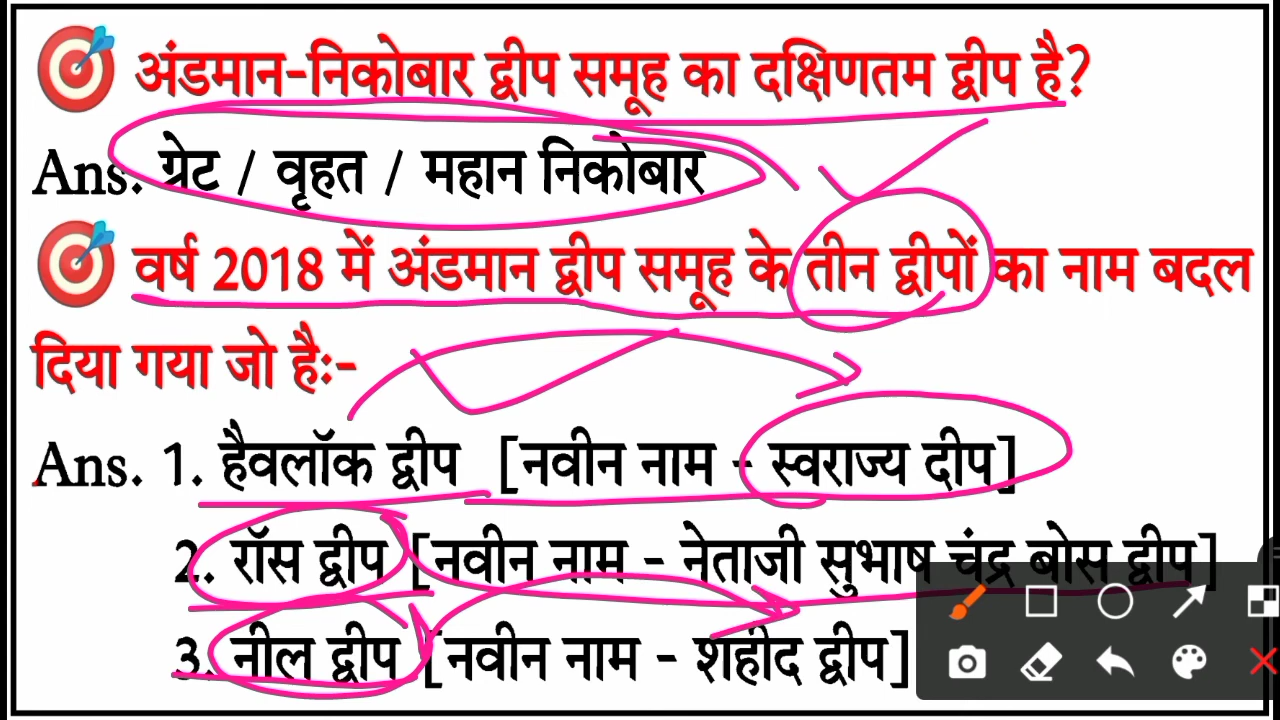 अंडमान-निकोबार द्वीप समूह का दक्षिणतम द्वीप है?
Ans. ग्रेट / वृहत / महान निकोबार
वर्ष 2018 में अंडमान द्वीप समूह के तीन द्वीपों का नाम बदल
दिया गया जो हैः-
Ans. 1. हैवलॉक द्वीप [नवीन नाम - स्वराज्य दीप]
2. रॉस द्वीप [नवीन नाम - नेताजी सुभाष चंद्र बोस द्वीप]
3. नील द्वीप [नवीन नाम - शहीद द्वीप]